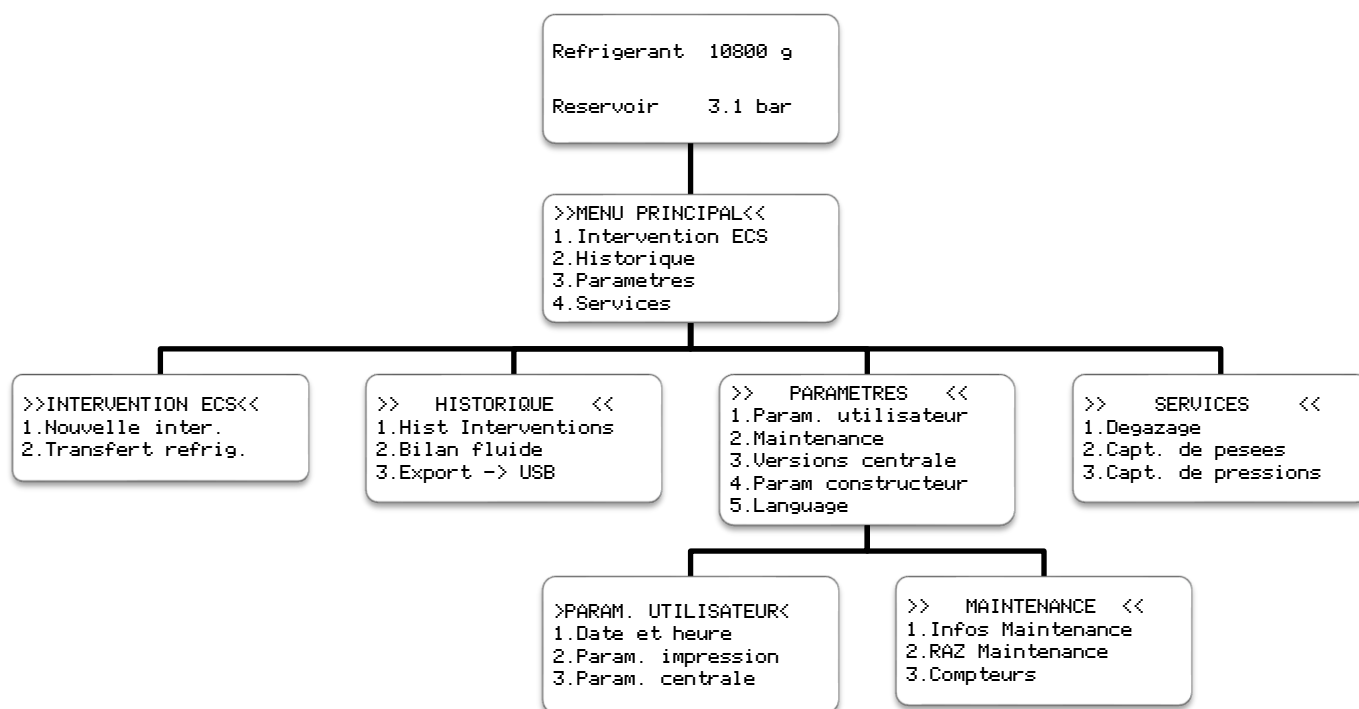 Refrigerant 10800 g
Reservoir 3.1 bar
>>MENU PRINCIPAL<<
1.Intervention ECS
2.Historique
3.Parametres
4.Services
>>INTERVENTION ECS<<
1.Nouvelle inter.
2.Transfert refrig.
>> HISTORIQUE <<
1.Hist Interventions
2.Bilan fluide
3.Export -> USB
>> PARAMETRES <<
1.Param. utilisateur
2.Maintenance
3.Versions centrale
4.Param constructeur
5.Language
>> SERVICES <<
1.Degazage
2.Capt. de pesees
3.Capt. de pressions
>PARAM. UTILISATEUR<
1.Date et heure
2.Param. impression
3.Param. centrale
>> MAINTENANCE <<
1.Infos Maintenance
2.RAZ Maintenance
3.Compteurs